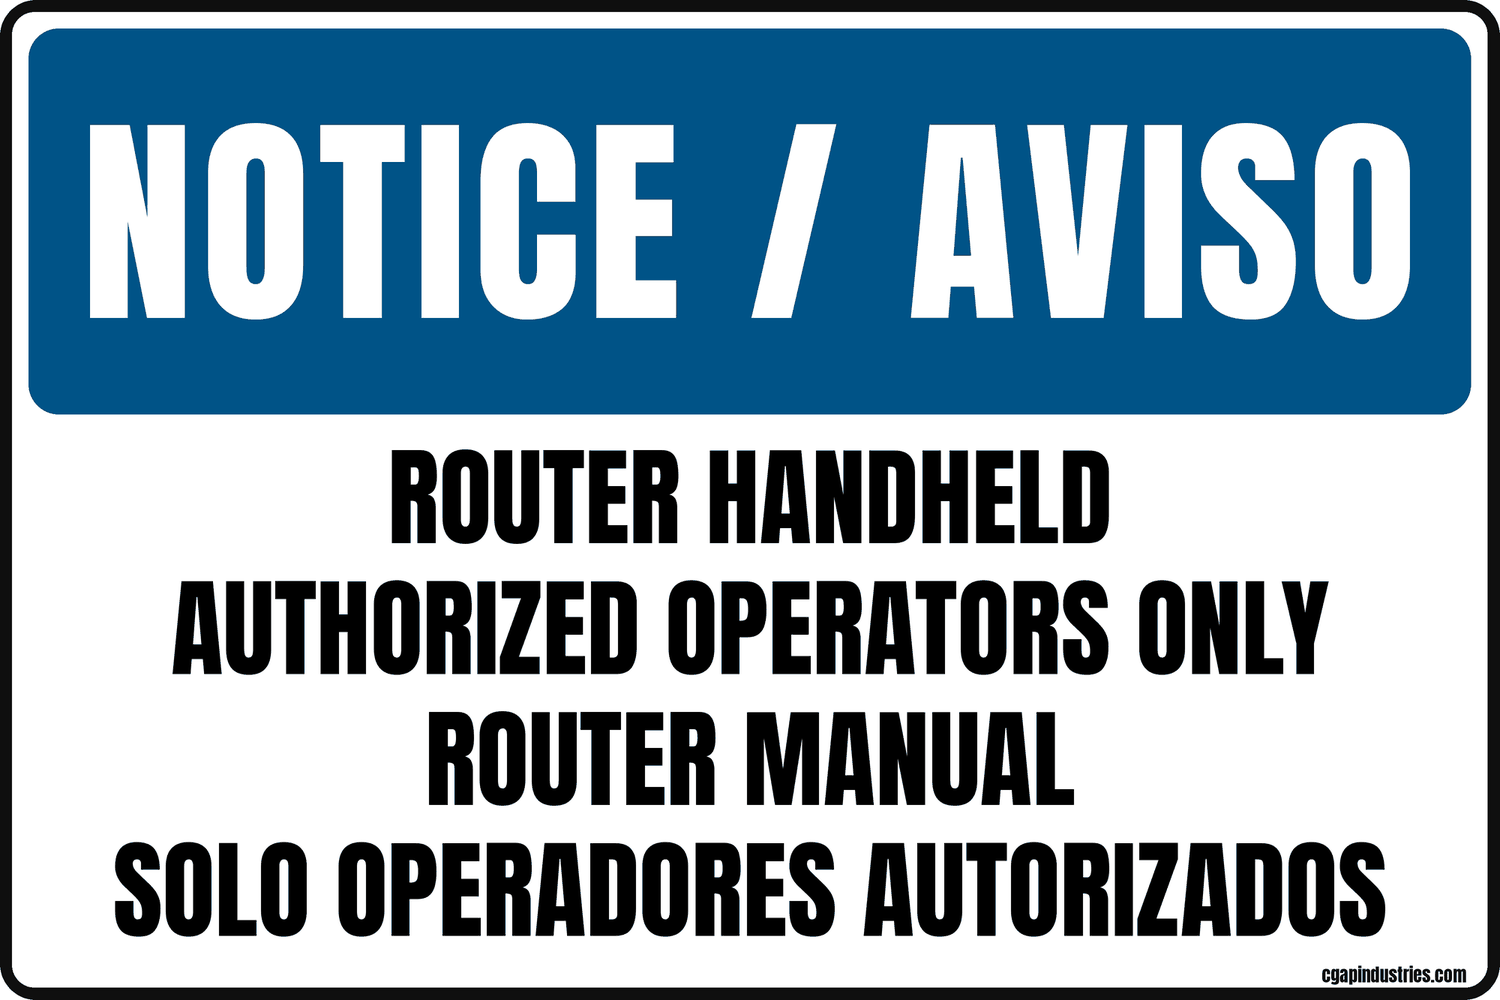 NOTICE / AVISO
ROUTER HANDHELD
AUTHORIZED OPERATORS ONLY
ROUTER MANUAL
SOLO OPERADORES AUTORIZADOS
cgapindustries.com